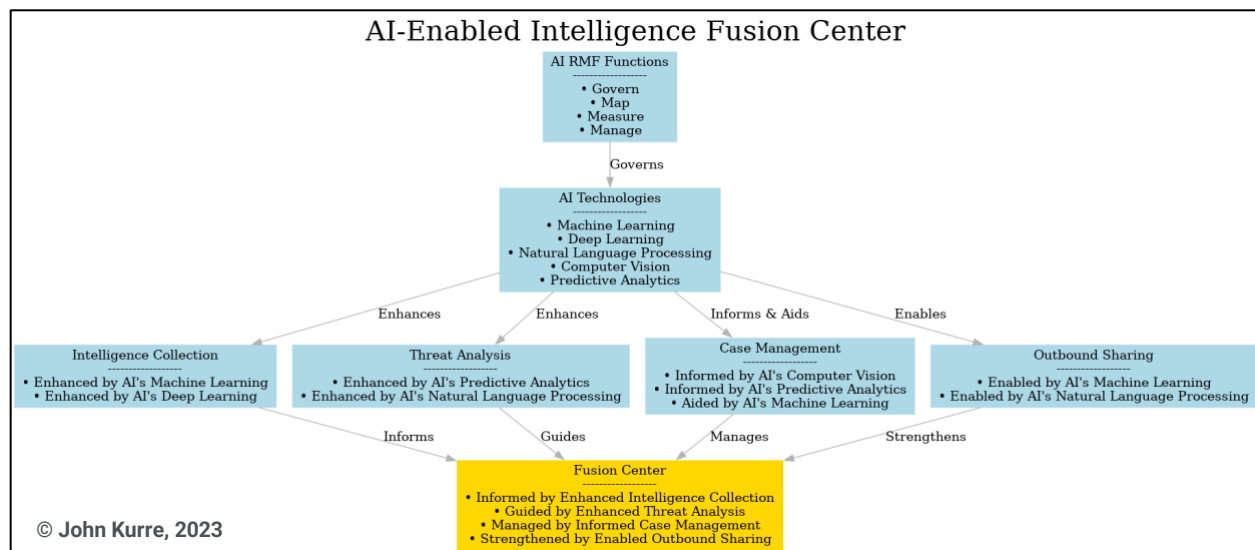 AI-Enabled Intelligence Fusion Center
AI RMF Functions
------------------
• Govern
• Map
• Measure
• Manage
Governs
AI Technologies
------------------
• Machine Learning
• Deep Learning
• Natural Language Processing
• Computer Vision
• Predictive Analytics
Enhances
Enhances
Informs & Aids
Enables
Intelligence Collection
------------------
• Enhanced by AI's Machine Learning
• Enhanced by AI's Deep Learning
Threat Analysis
------------------
• Enhanced by AI's Predictive Analytics
• Enhanced by AI's Natural Language Processing
Case Management
------------------
• Informed by AI's Computer Vision
• Informed by AI's Predictive Analytics
• Aided by AI's Machine Learning
Outbound Sharing
------------------
• Enabled by AI's Machine Learning
• Enabled by AI's Natural Language Processing
Informs
Guides
Manages
Strengthens
Fusion Center
------------------
• Informed by Enhanced Intelligence Collection
• Guided by Enhanced Threat Analysis
• Managed by Informed Case Management
• Strengthened by Enabled Outbound Sharing
© John Kurre, 2023